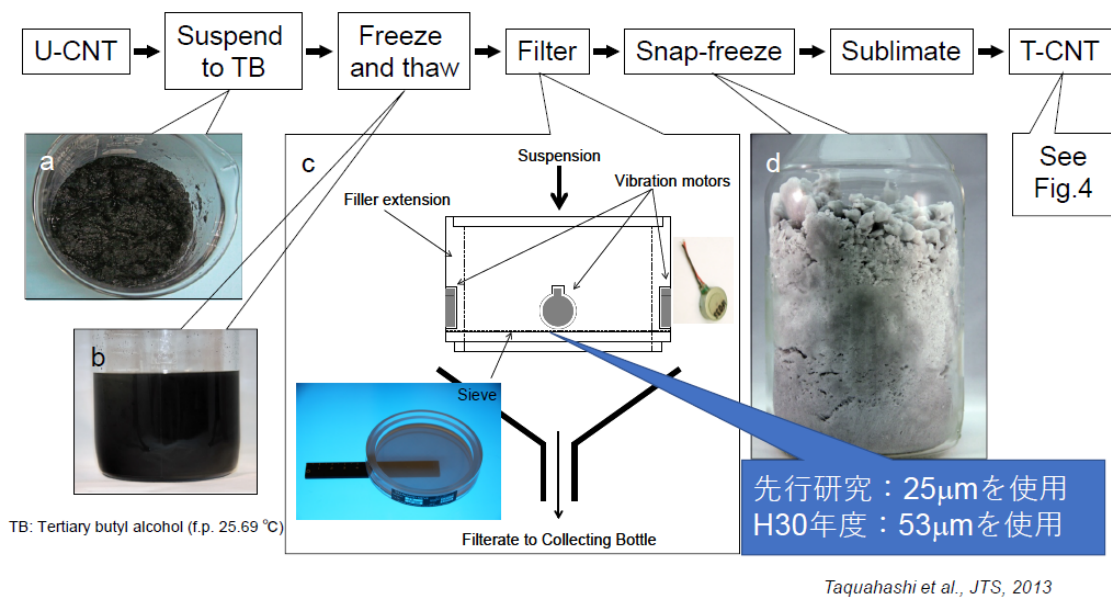 U-CNT
Suspend
to TB
Freeze
and thaw
Filter
Snap-freeze
Sublimate
T-CNT
See
Fig.4
a
b
c
d
Suspension
Vibration motors
Filler extension
Sieve
Filterate to Collecting Bottle
先行研究：25μmを使用
H30年度：53μmを使用
TB: Tertiary butyl alcohol (f.p. 25.69 ℃)
Taquahashi et al., JTS, 2013